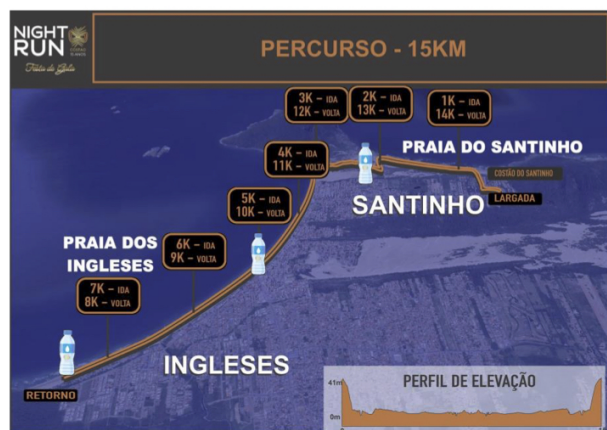 NIGHT
RUN
PERCURSO - 15KM
3K – IDA
12K – VOLTA
2K – IDA
13K – VOLTA
1K – IDA
14K – VOLTA
PRAIA DO SANTINHO
4K – IDA
11K – VOLTA
COSTÃO DO SANTINHO
LARGADA
SANTINHO
5K – IDA
10K – VOLTA
PRAIA DOS
INGLESES
6K – IDA
9K – VOLTA
7K – IDA
8K – VOLTA
INGLESES
RETORNO
PERFIL DE ELEVAÇÃO
41m
0m